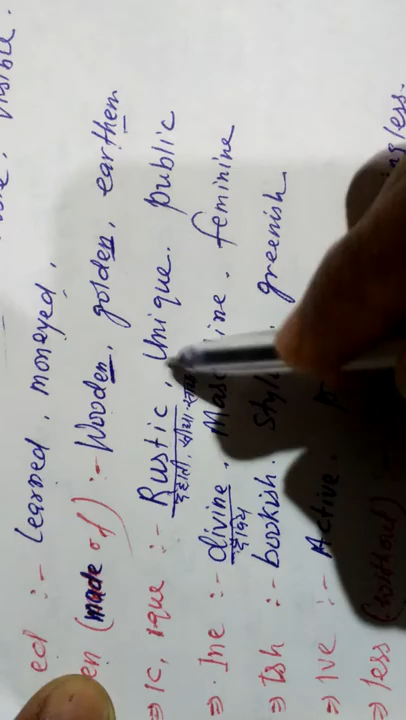 ed :- learned, moneyed,
en (made of) :- Wooden, golden, earthem
⇒ ic, ique :- Rustic, Unique. public
देहाती,
⇒ Ine :- divine. feminine
दैविय
⇒ Ish :- bookish. greenish
⇒ ive :- Active.
⇒ less (without)